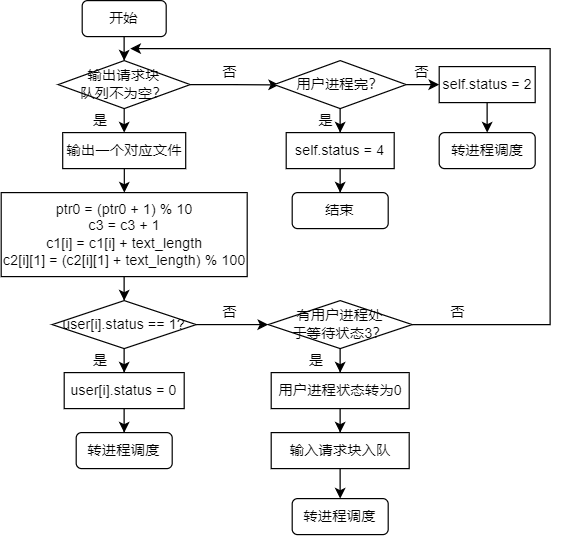 开始
输出请求块
队列不为空?
否
用户进程完?
否
self.status = 2
是
是
输出一个对应文件
self.status = 4
转进程调度
ptr0 = (ptr0 + 1) % 10
c3 = c3 + 1
c1[i] = c1[i] + text_length
c2[i][1] = (c2[i][1] + text_length) % 100
结束
user[i].status == 1?
否
有用户进程处
于等待状态3?
否
是
是
user[i].status = 0
用户进程状态转为0
转进程调度
输入请求块入队
转进程调度